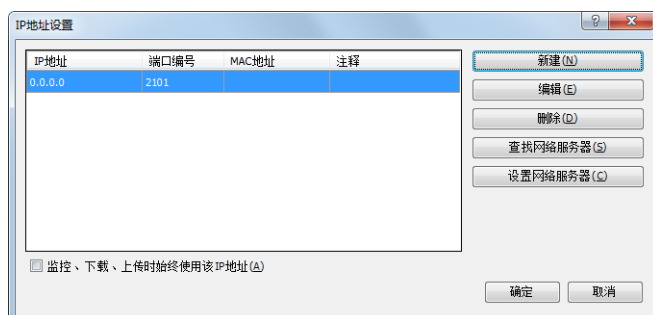 IP地址设置
IP地址 端口编号 MAC地址 注释
0.0.0.0 2101
新建(N)
编辑(E)
删除(D)
查找网络服务器(S)
设置网络服务器(C)
监控、下载、上传时始终使用该IP地址(A)
确定 取消